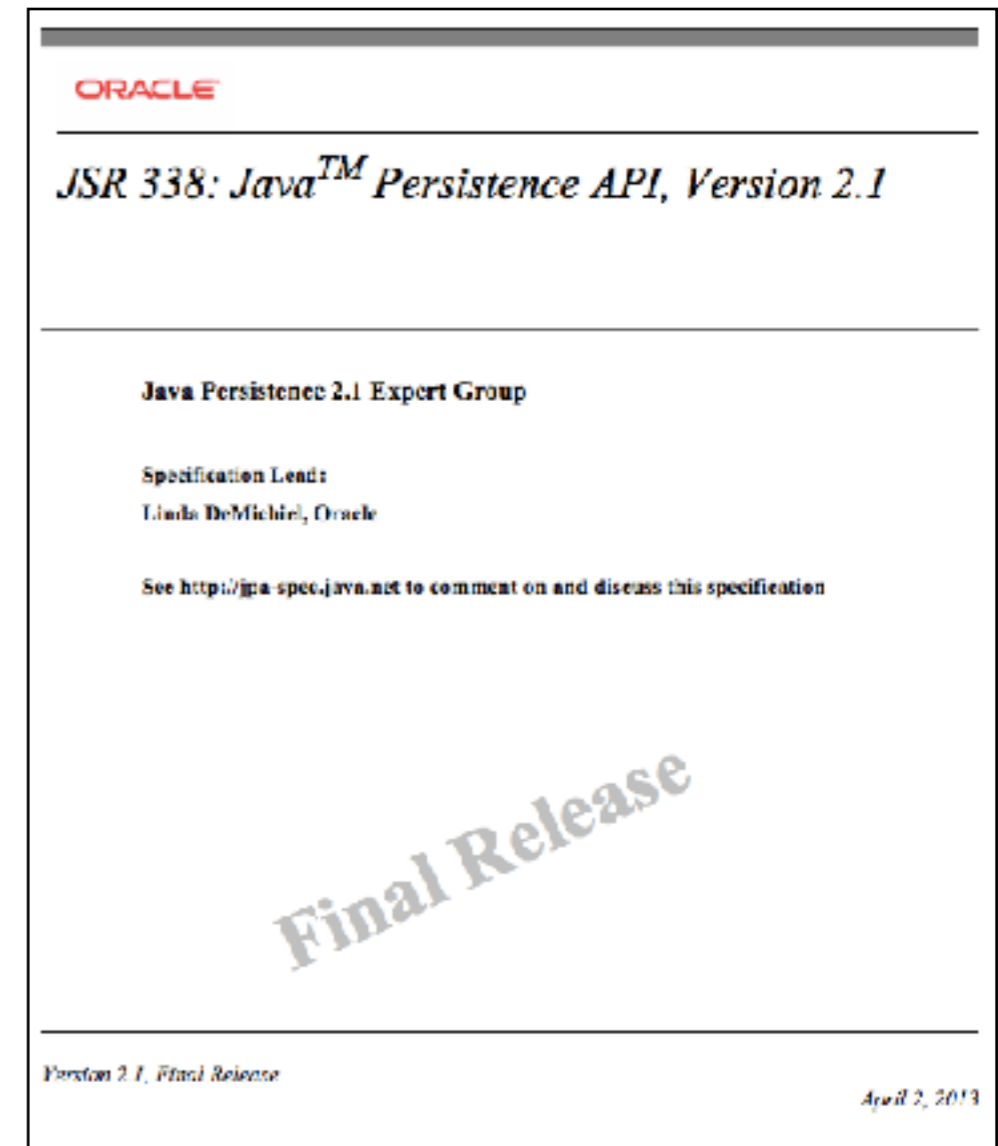 ORACLE
JSR 338: Java™ Persistence API, Version 2.1
Java Persistence 2.1 Expert Group
Specification Lead:
Linda DeMichiel, Oracle
See http://jpa-spec.java.net to comment on and discuss this specification
Final Release
Version 2.1, Final Release
April 2, 2013